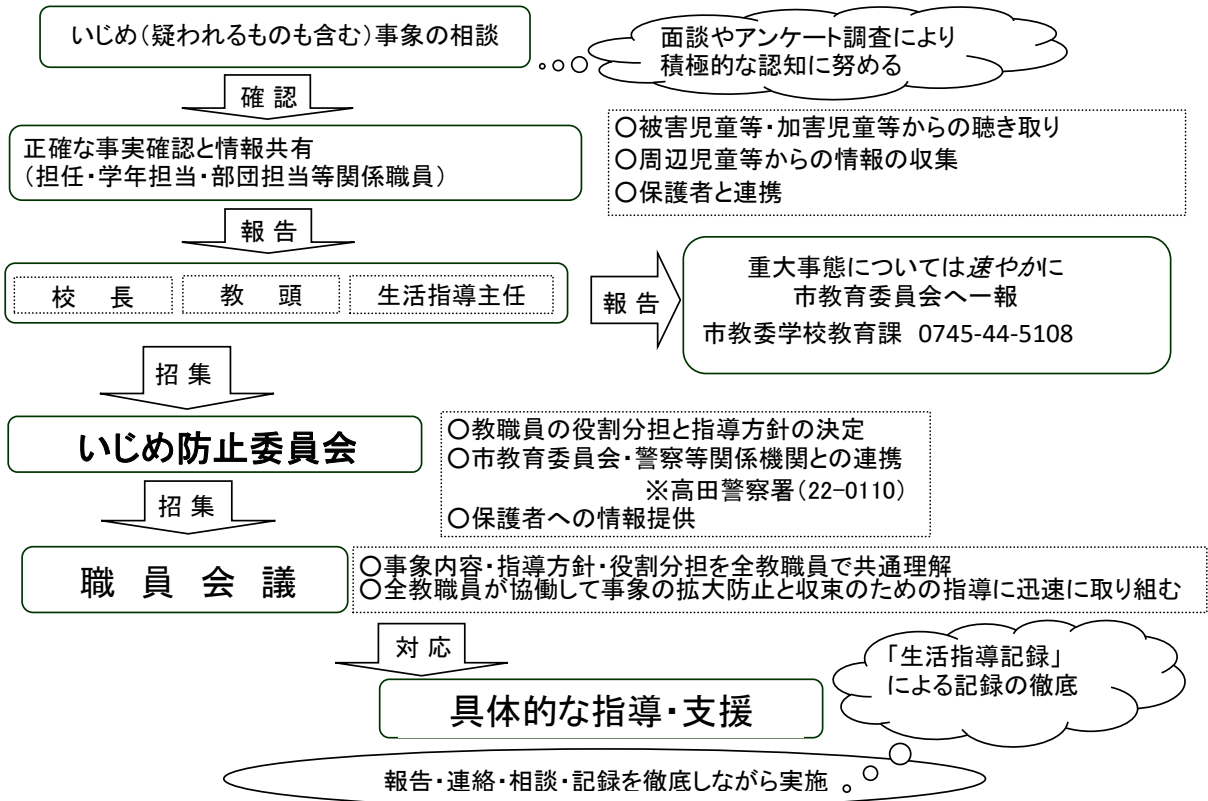 いじめ(疑われるものも含む)事象の相談
面談やアンケート調査により
積極的な認知に努める
確 認
正確な事実確認と情報共有
(担任・学年担当・部団担当等関係職員)
〇被害児童等・加害児童等からの聴き取り
〇周辺児童等からの情報の収集
〇保護者と連携
報 告
校 長
教 頭
生活指導主任
報 告
重大事態については速やかに
市教育委員会へ一報
市教委学校教育課 0745-44-5108
招 集
いじめ防止委員会
〇教職員の役割分担と指導方針の決定
〇市教育委員会・警察等関係機関との連携
※高田警察署(22-0110)
〇保護者への情報提供
招 集
職 員 会 議
〇事象内容・指導方針・役割分担を全教職員で共通理解
〇全教職員が協働して事象の拡大防止と収束のための指導に迅速に取り組む
対 応
「生活指導記録」
による記録の徹底
具体的な指導・支援
報告・連絡・相談・記録を徹底しながら実施 。